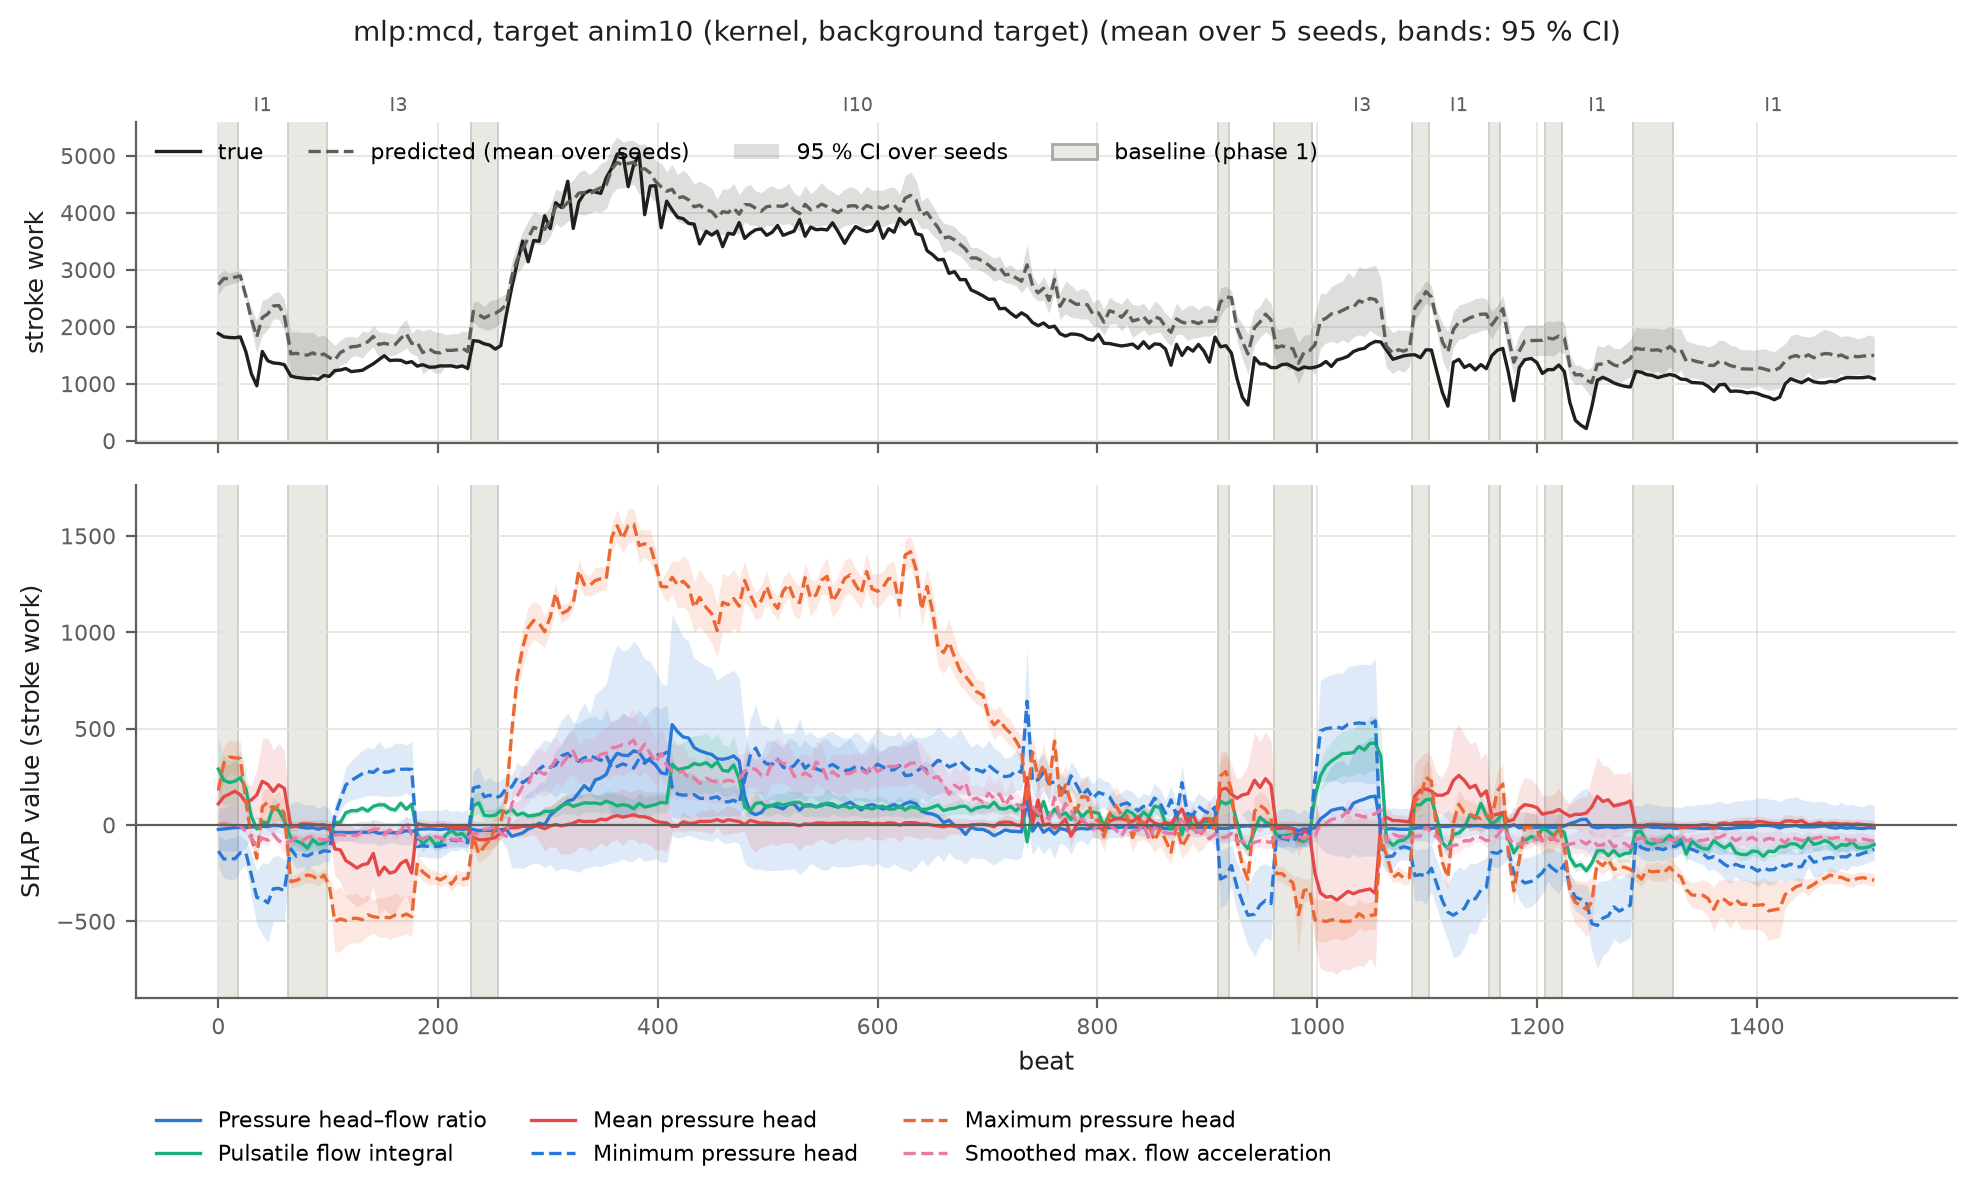 mlp:mcd, target anim10 (kernel, background target) (mean over 5 seeds, bands: 95 % CI)
I1 I3 I10 I3 I1 I1 I1
true predicted (mean over seeds) 95 % CI over seeds baseline (phase 1)
stroke work
5000
4000
3000
2000
1000
0
SHAP value (stroke work)
1500
1000
500
0
−500
0 200 400 600 800 1000 1200 1400
beat
Pressure head–flow ratio Mean pressure head Maximum pressure head
Pulsatile flow integral Minimum pressure head Smoothed max. flow acceleration